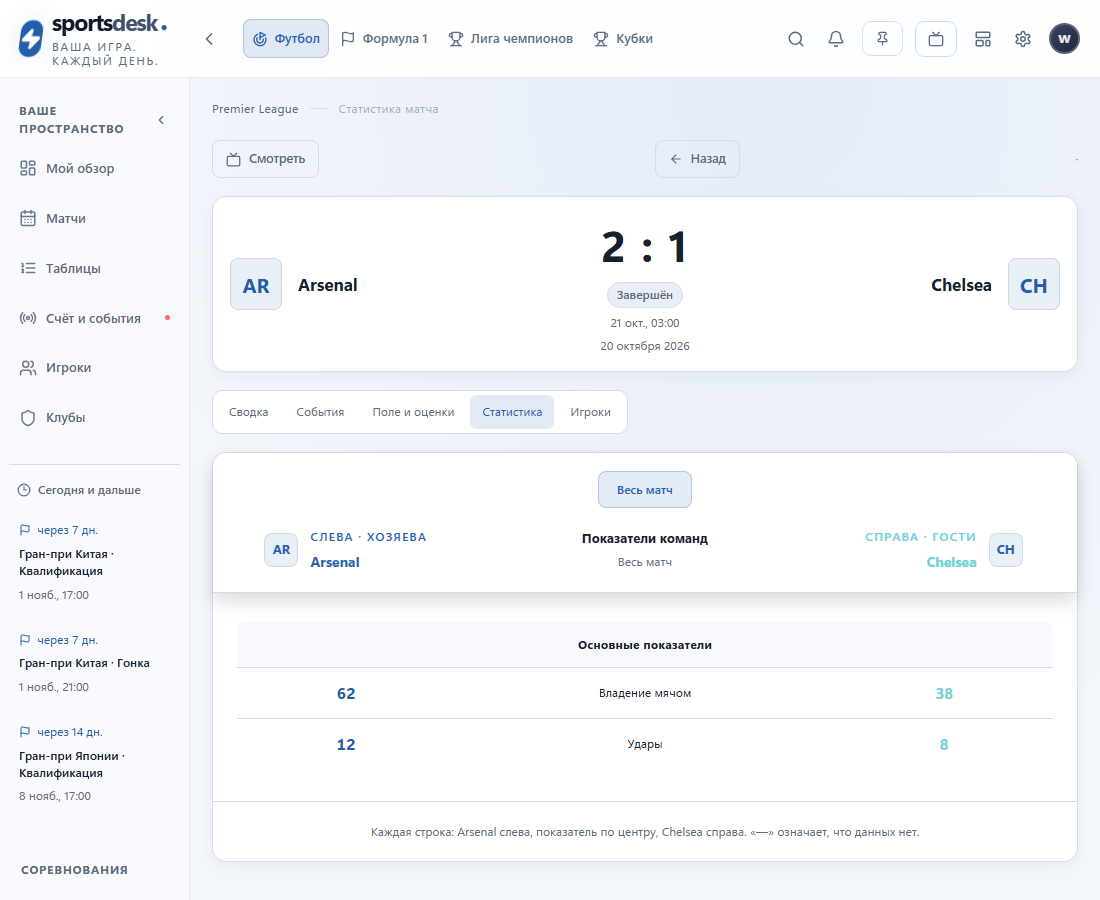 sportsdesk.
ВАША ИГРА.
КАЖДЫЙ ДЕНЬ.
Футбол
Формула 1
Лига чемпионов
Кубки
W
ВАШЕ
ПРОСТРАНСТВО
Мой обзор
Матчи
Таблицы
Счёт и события
Игроки
Клубы
Сегодня и дальше
через 7 дн.
Гран-при Китая ·
Квалификация
1 нояб., 17:00
через 7 дн.
Гран-при Китая · Гонка
1 нояб., 21:00
через 14 дн.
Гран-при Японии ·
Квалификация
8 нояб., 17:00
СОРЕВНОВАНИЯ
Premier League — Статистика матча
Смотреть
Назад
·
AR
Arsenal
2 : 1
Завершён
21 окт., 03:00
20 октября 2026
Chelsea
CH
Сводка
События
Поле и оценки
Статистика
Игроки
Весь матч
AR
СЛЕВА · ХОЗЯЕВА
Arsenal
Показатели команд
Весь матч
СПРАВА · ГОСТИ
Chelsea
CH
Основные показатели
62 Владение мячом 38
12 Удары 8
Каждая строка: Arsenal слева, показатель по центру, Chelsea справа. «—» означает, что данных нет.